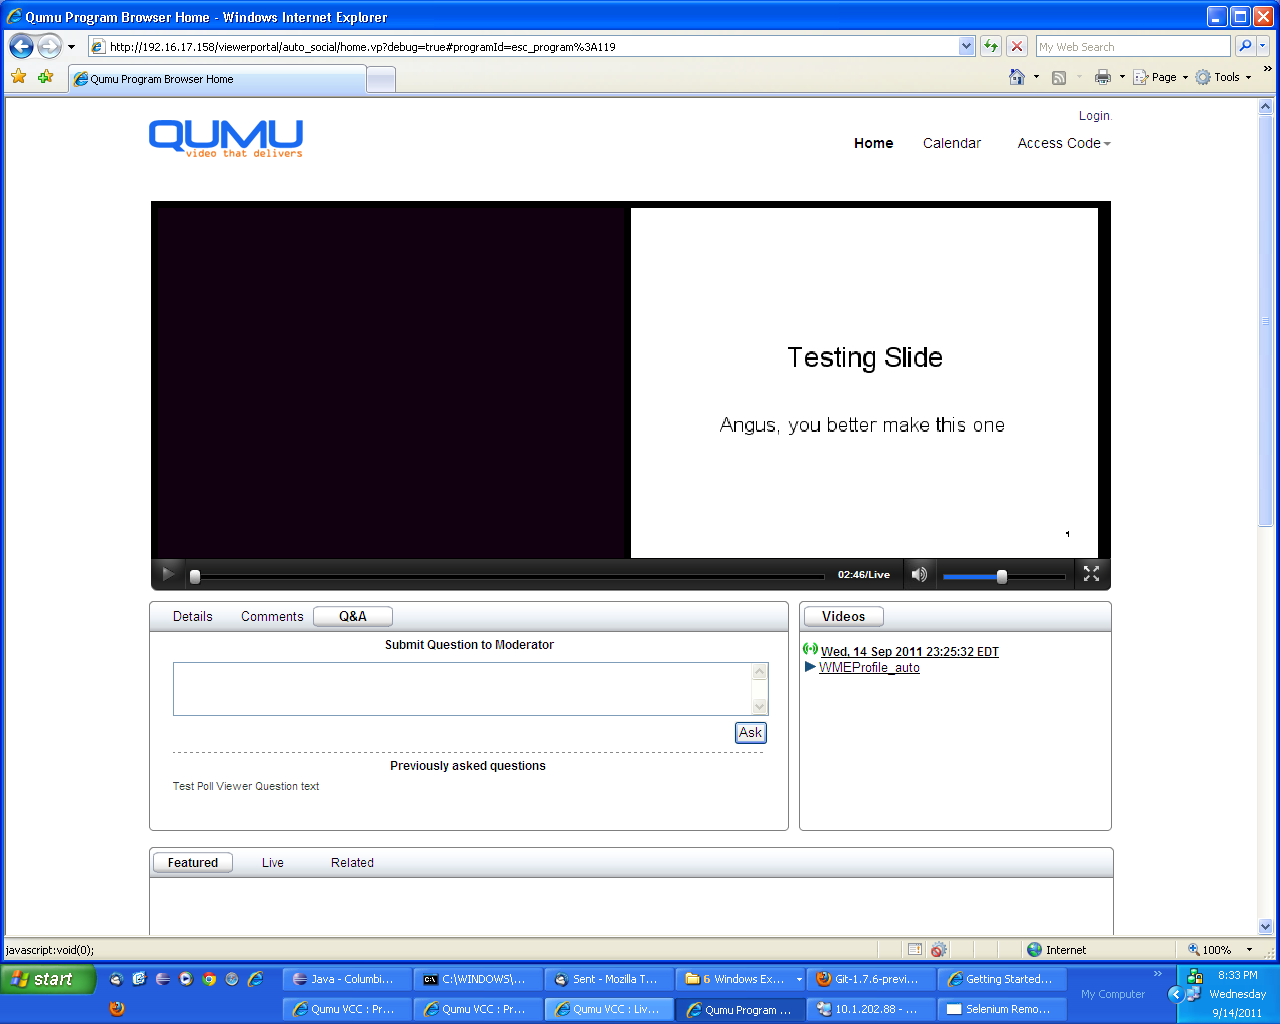 Qumu Program Browser Home - Windows Internet Explorer
http://192.16.17.158/viewerportal/auto_social/home.vp?debug=true#programId=esc_program%3A119
My Web Search
Qumu Program Browser Home
Page
Tools
Login
QUMU
video that delivers
Home
Calendar
Access Code
Testing Slide
Angus, you better make this one
1
02:46/Live
Details
Comments
Q&A
Videos
Submit Question to Moderator
Wed, 14 Sep 2011 23:25:32 EDT
WMEProfile_auto
Ask
Previously asked questions
Test Poll Viewer Question text
Featured
Live
Related
javascript:void(0);
Internet
100%
start
Java - Columbi...
C:\WINDOWS\...
Sent - Mozilla T...
6 Windows Ex...
Git-1.7.6-previ...
Getting Started...
8:33 PM
My Computer
Wednesday
Qumu VCC : Pr...
Qumu VCC : Pr...
Qumu VCC : Liv...
Qumu Program ...
10.1.202.88 - ...
Selenium Remo...
9/14/2011